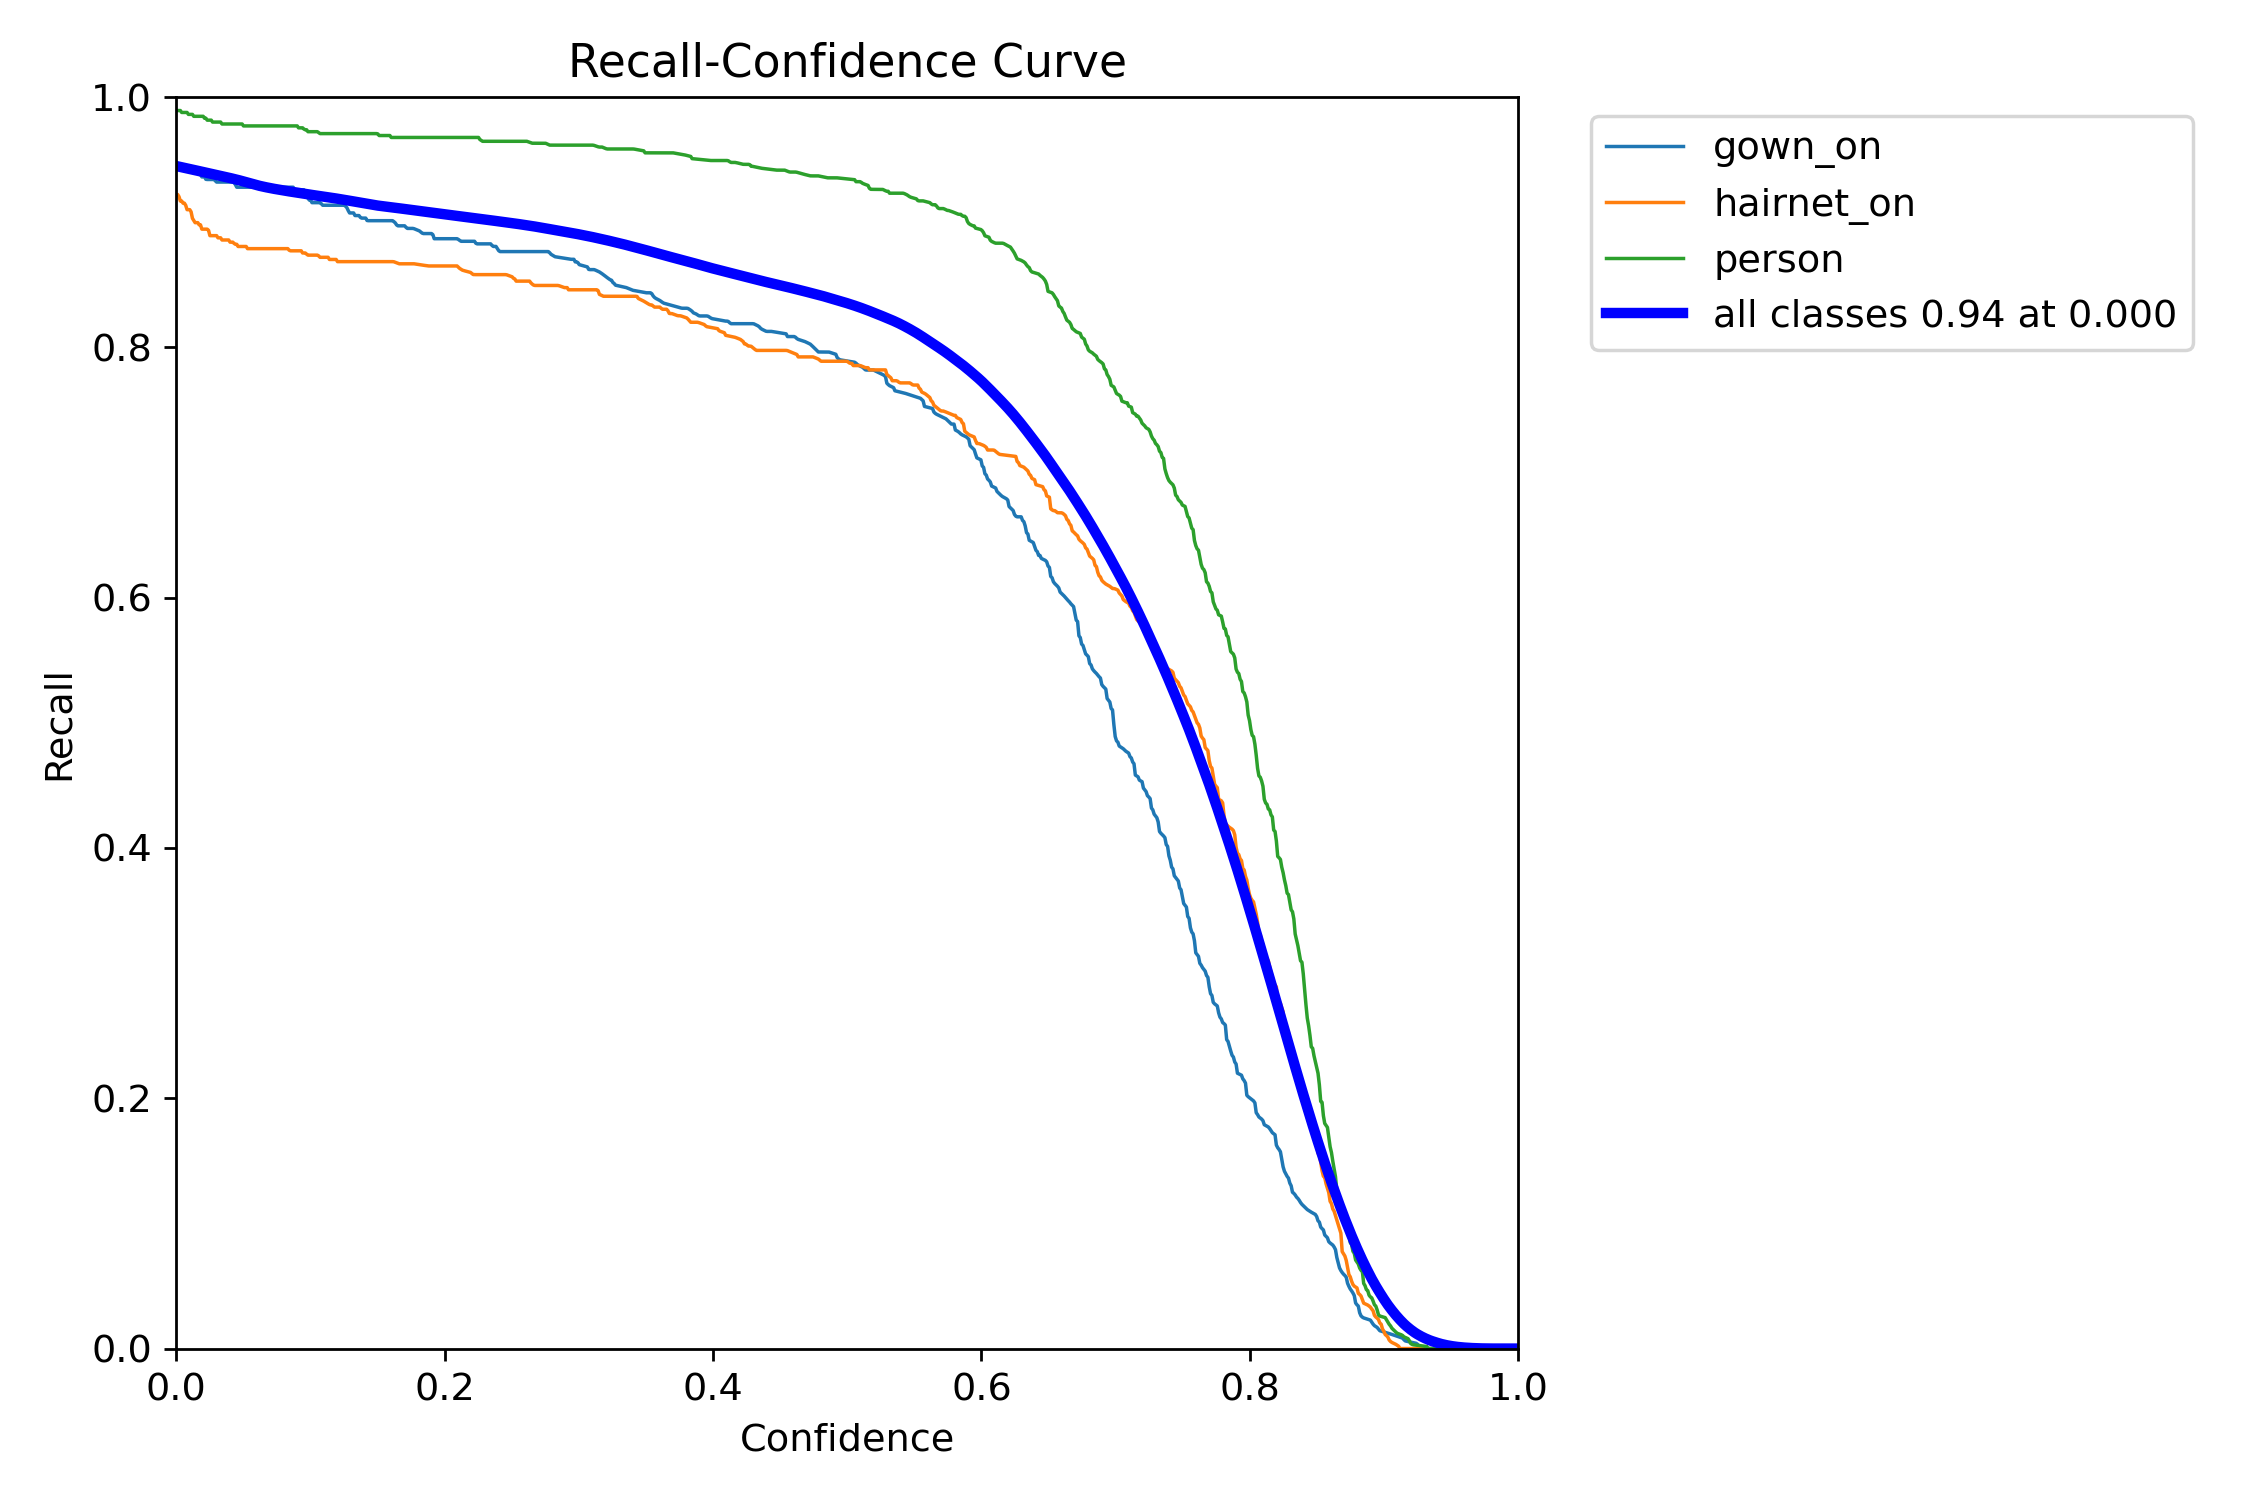 Recall-Confidence Curve
1.0
0.8
0.6
0.4
0.2
0.0
Recall
0.0 0.2 0.4 0.6 0.8 1.0
Confidence
gown_on
hairnet_on
person
all classes 0.94 at 0.000